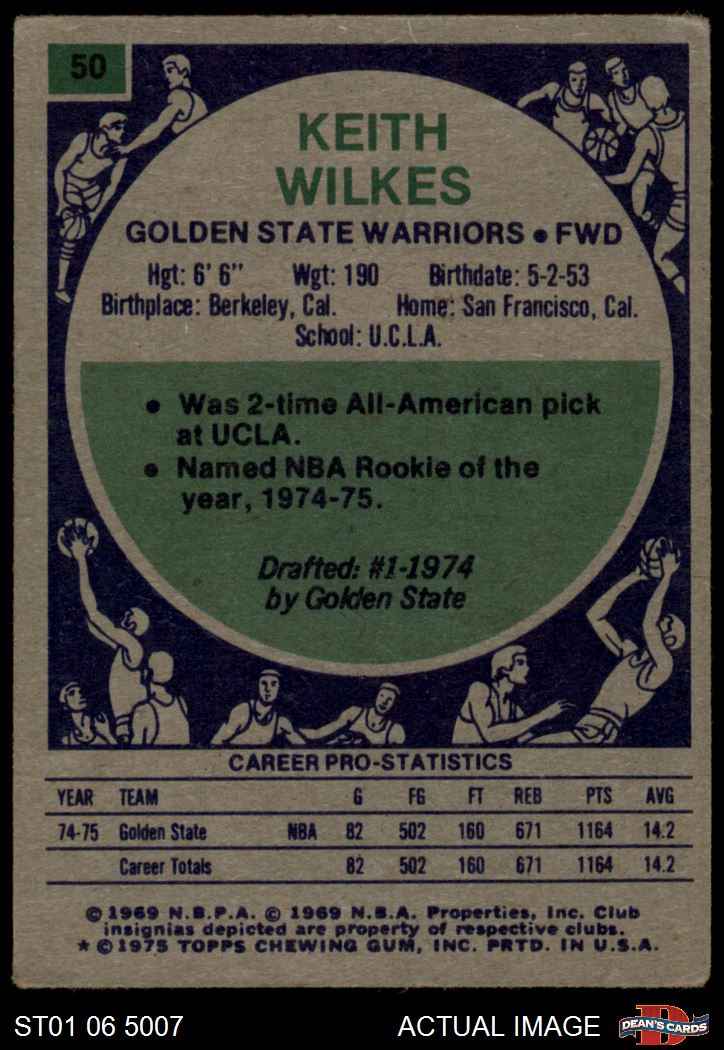 50
KEITH
WILKES
GOLDEN STATE WARRIORS • FWD
Hgt: 6' 6" Wgt: 190 Birthdate: 5-2-53
Birthplace: Berkeley, Cal. Home: San Francisco, Cal.
School: U.C.L.A.
• Was 2-time All-American pick
at UCLA.
• Named NBA Rookie of the
year, 1974-75.
Drafted: #1-1974
by Golden State
CAREER PRO-STATISTICS
YEAR TEAM G FG FT REB PTS AVG
74-75 Golden State NBA 82 502 160 671 1164 14.2
Career Totals 82 502 160 671 1164 14.2
© 1969 N.B.P.A. © 1969 N.B.A. Properties, Inc. Club
insignias depicted are property of respective clubs.
* © 1975 TOPPS CHEWING GUM, INC. PRTD. IN U.S.A.
ST01 06 5007 ACTUAL IMAGE D DEAN'S CARDS